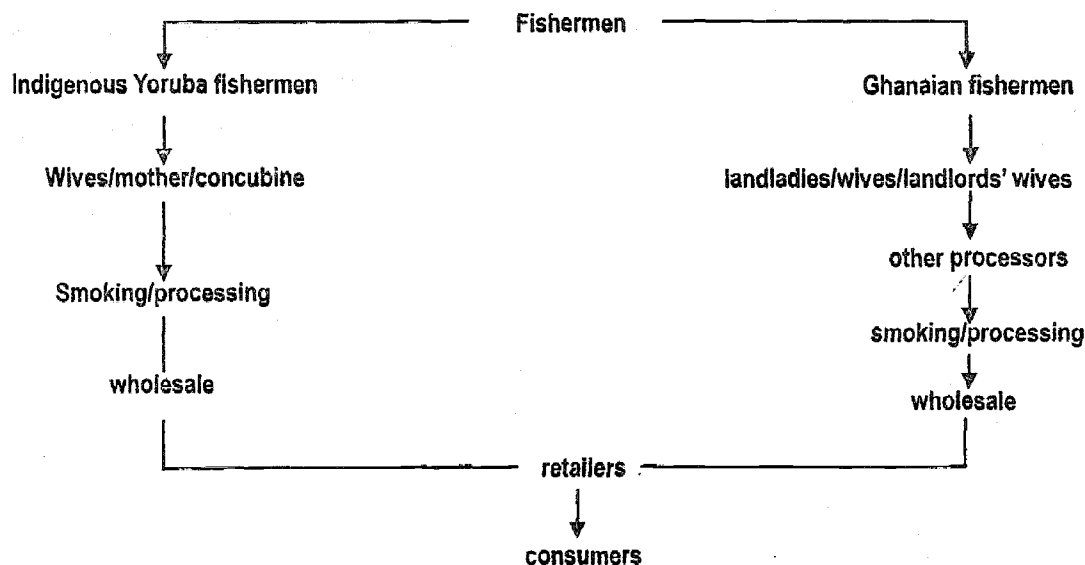 Fishermen
Indigenous Yoruba fishermen
Ghanaian fishermen
Wives/mother/concubine
landladies/wives/landlords' wives
other processors
Smoking/processing
smoking/processing
wholesale
wholesale
retailers
consumers